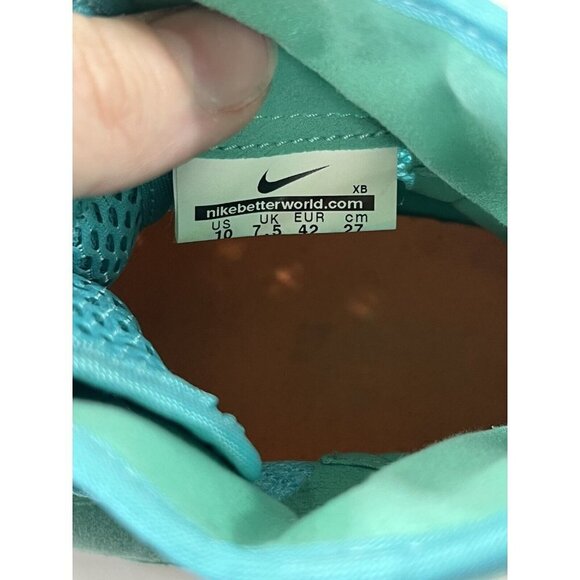 XB
nikebetterworld.com
US UK EUR cm
10 7.5 42 27